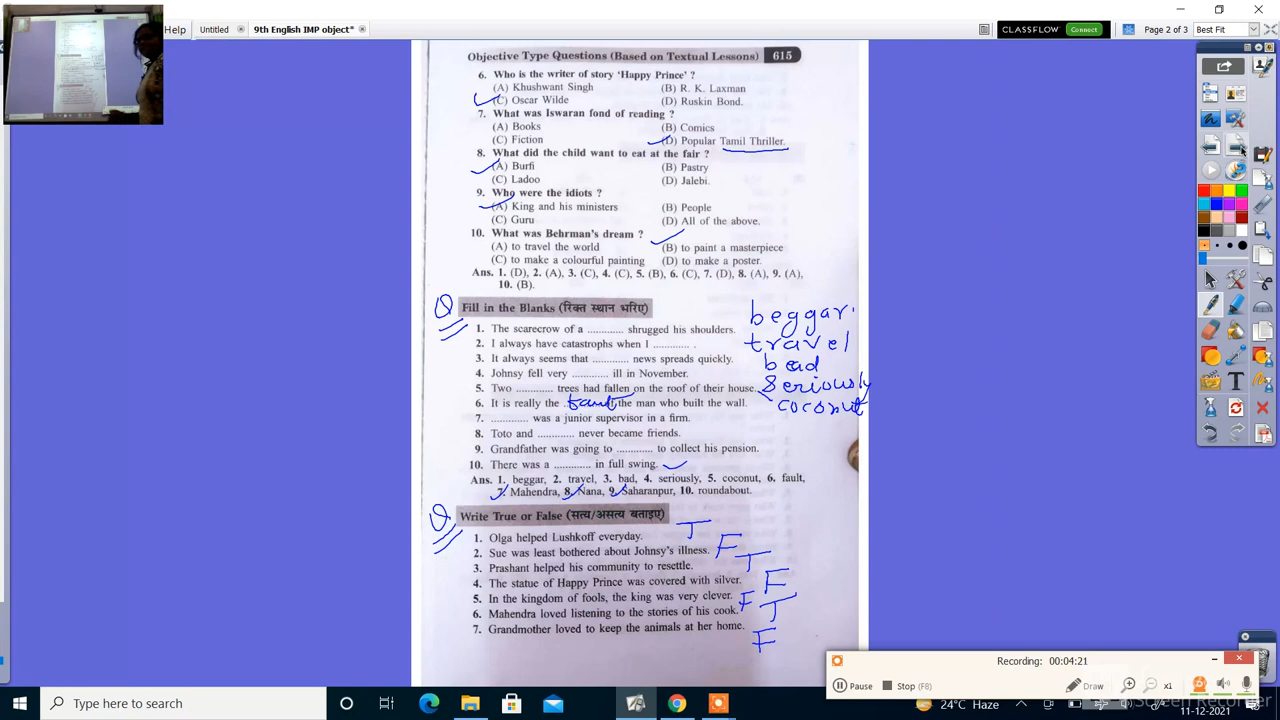 Help
Untitled
9th English IMP object*
CLASSFLOW
Connect
Page 2 of 3
Best Fit
Objective Type Questions (Based on Textual Lessons) 615
6. Who is the writer of story ‘Happy Prince’ ?
(A) Khushwant Singh (B) R. K. Laxman
(C) Oscar Wilde (D) Ruskin Bond.
7. What was Iswaran fond of reading ?
(A) Books (B) Comics
(C) Fiction (D) Popular Tamil Thriller.
8. What did the child want to eat at the fair ?
(A) Burfi (B) Pastry
(C) Ladoo (D) Jalebi.
9. Who were the idiots ?
(A) King and his ministers (B) People
(C) Guru (D) All of the above.
10. What was Behrman's dream ?
(A) to travel the world (B) to paint a masterpiece
(C) to make a colourful painting (D) to make a poster.
Ans. 1. (D), 2. (A), 3. (C), 4. (C), 5. (B), 6. (C), 7. (D), 8. (A), 9. (A),
10. (B).
Q Fill in the Blanks (रिक्त स्थान भरिए)
beggar
travel
bad
Seriously
coconut
1. The scarecrow of a ............. shrugged his shoulders.
2. I always have catastrophs when I ............. .
3. It always seems that ............. news spreads quickly.
4. Johnsy fell very ............. ill in November.
5. Two ............. trees had fallen on the roof of their house.
6. It is really the fault the man who built the wall.
7. ............. was a junior supervisor in a firm.
8. Toto and ............. never became friends.
9. Grandfather was going to ............. to collect his pension.
10. There was a ............. in full swing.
Ans. 1. beggar, 2. travel, 3. bad, 4. seriously, 5. coconut, 6. fault,
7. Mahendra, 8. Nana, 9. Saharanpur, 10. roundabout.
Q Write True or False (सत्य/असत्य बताइए)
1. Olga helped Lushkoff everyday. T
2. Sue was least bothered about Johnsy's illness. F
3. Prashant helped his community to resettle. T
4. The statue of Happy Prince was covered with silver. F
5. In the kingdom of fools, the king was very clever. F
6. Mahendra loved listening to the stories of his cook. T
7. Grandmother loved to keep the animals at her home. F
Recording: 00:04:21
Pause
Stop (F8)
Draw
x1
Screen Recorder
Type here to search
24°C Haze
11-12-2021